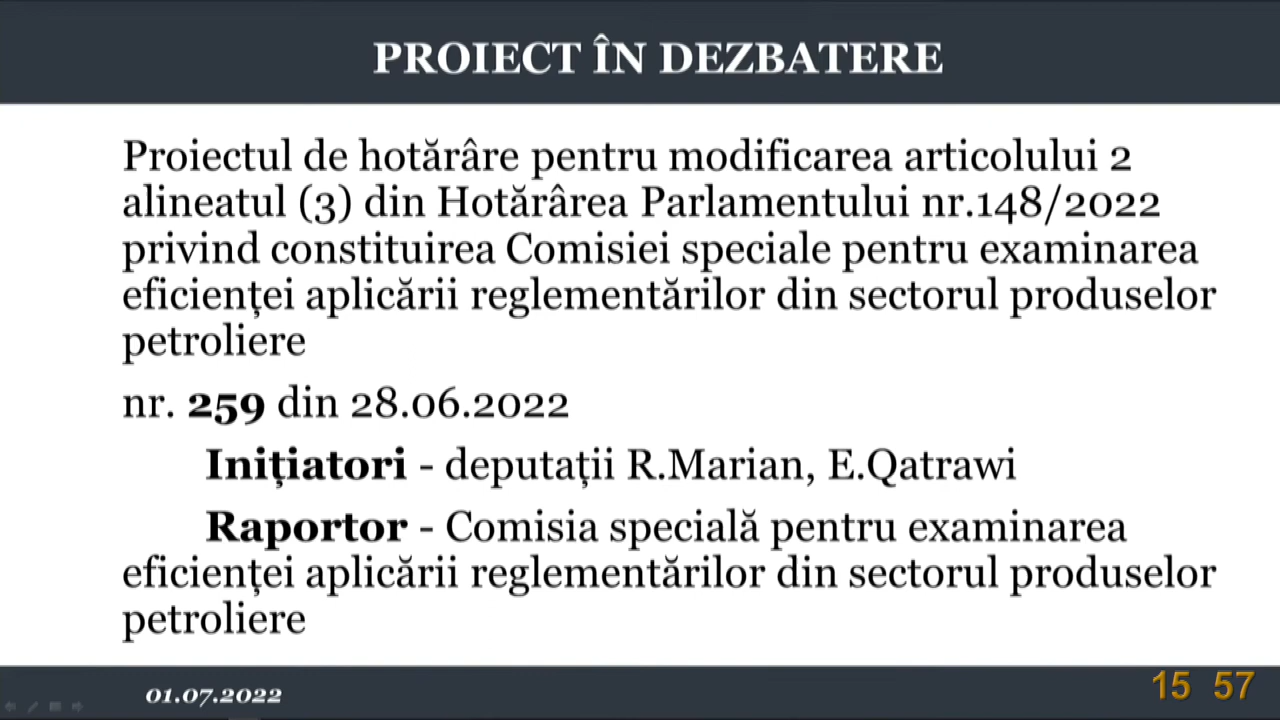 PROIECT ÎN DEZBATERE
Proiectul de hotărâre pentru modificarea articolului 2
alineatul (3) din Hotărârea Parlamentului nr.148/2022
privind constituirea Comisiei speciale pentru examinarea
eficienței aplicării reglementărilor din sectorul produselor
petroliere
nr. 259 din 28.06.2022
Inițiatori - deputații R.Marian, E.Qatrawi
Raportor - Comisia specială pentru examinarea
eficienței aplicării reglementărilor din sectorul produselor
petroliere
01.07.2022
15 57